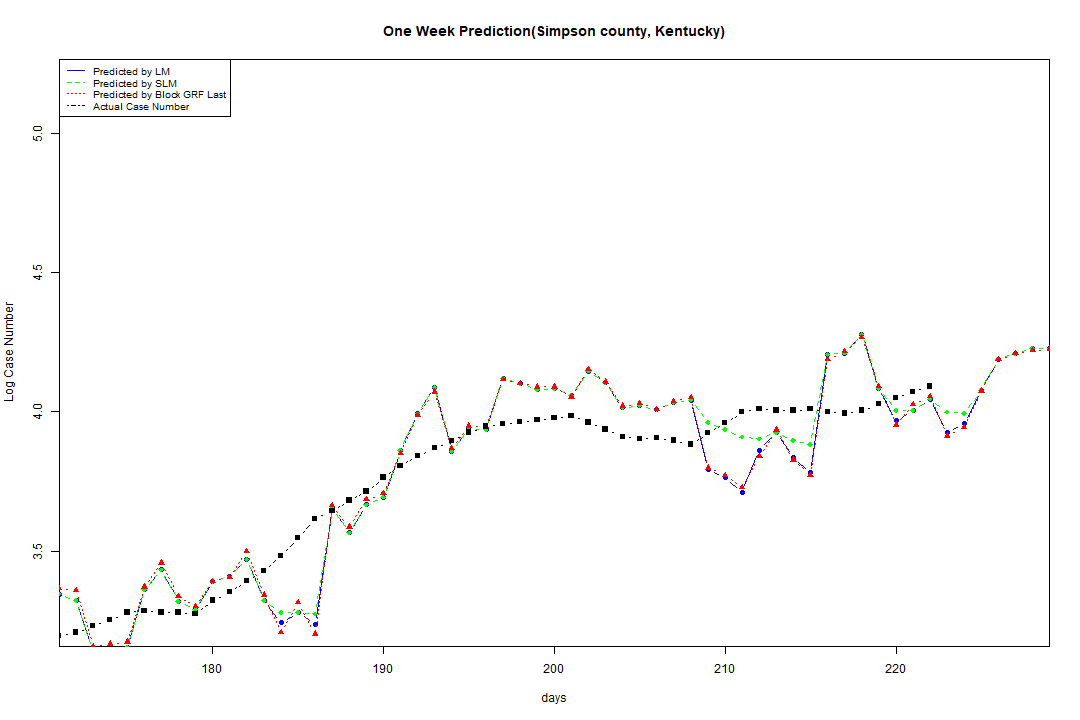 One Week Prediction(Simpson county, Kentucky)
Predicted by LM
Predicted by SLM
Predicted by Block GRF Last
Actual Case Number
5.0
4.5
4.0
3.5
Log Case Number
180 190 200 210 220
days